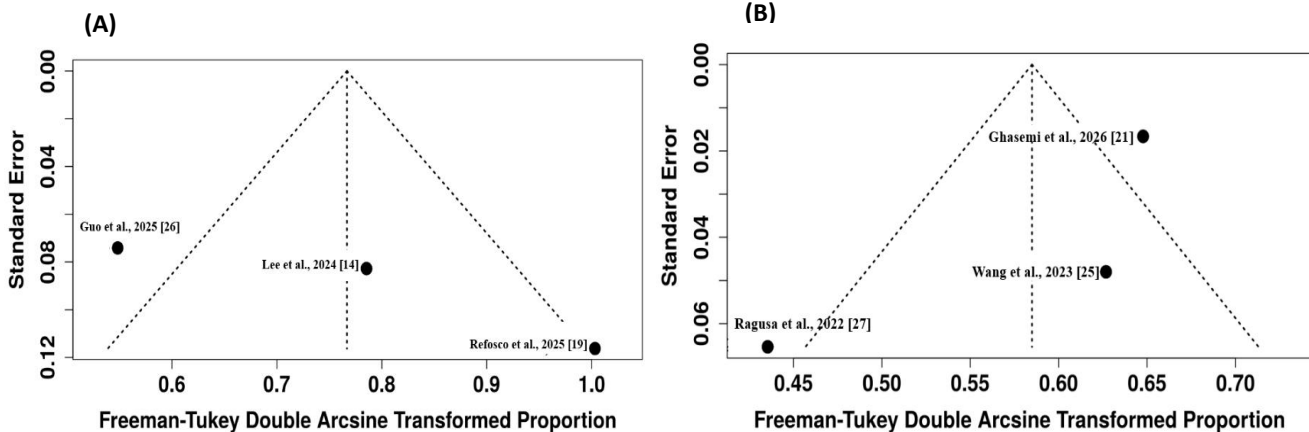 (A)
Standard Error
0.00
0.04
0.08
0.12
Guo et al., 2025 [26]
Lee et al., 2024 [14]
Refosco et al., 2025 [19]
0.6 0.7 0.8 0.9 1.0
Freeman-Tukey Double Arcsine Transformed Proportion
(B)
Standard Error
0.00
0.02
0.04
0.06
Ghasemi et al., 2026 [21]
Wang et al., 2023 [25]
Ragusa et al., 2022 [27]
0.45 0.50 0.55 0.60 0.65 0.70
Freeman-Tukey Double Arcsine Transformed Proportion